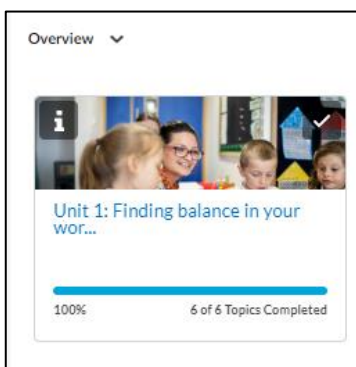 Overview
i
Unit 1: Finding balance in your
wor...
100% 6 of 6 Topics Completed